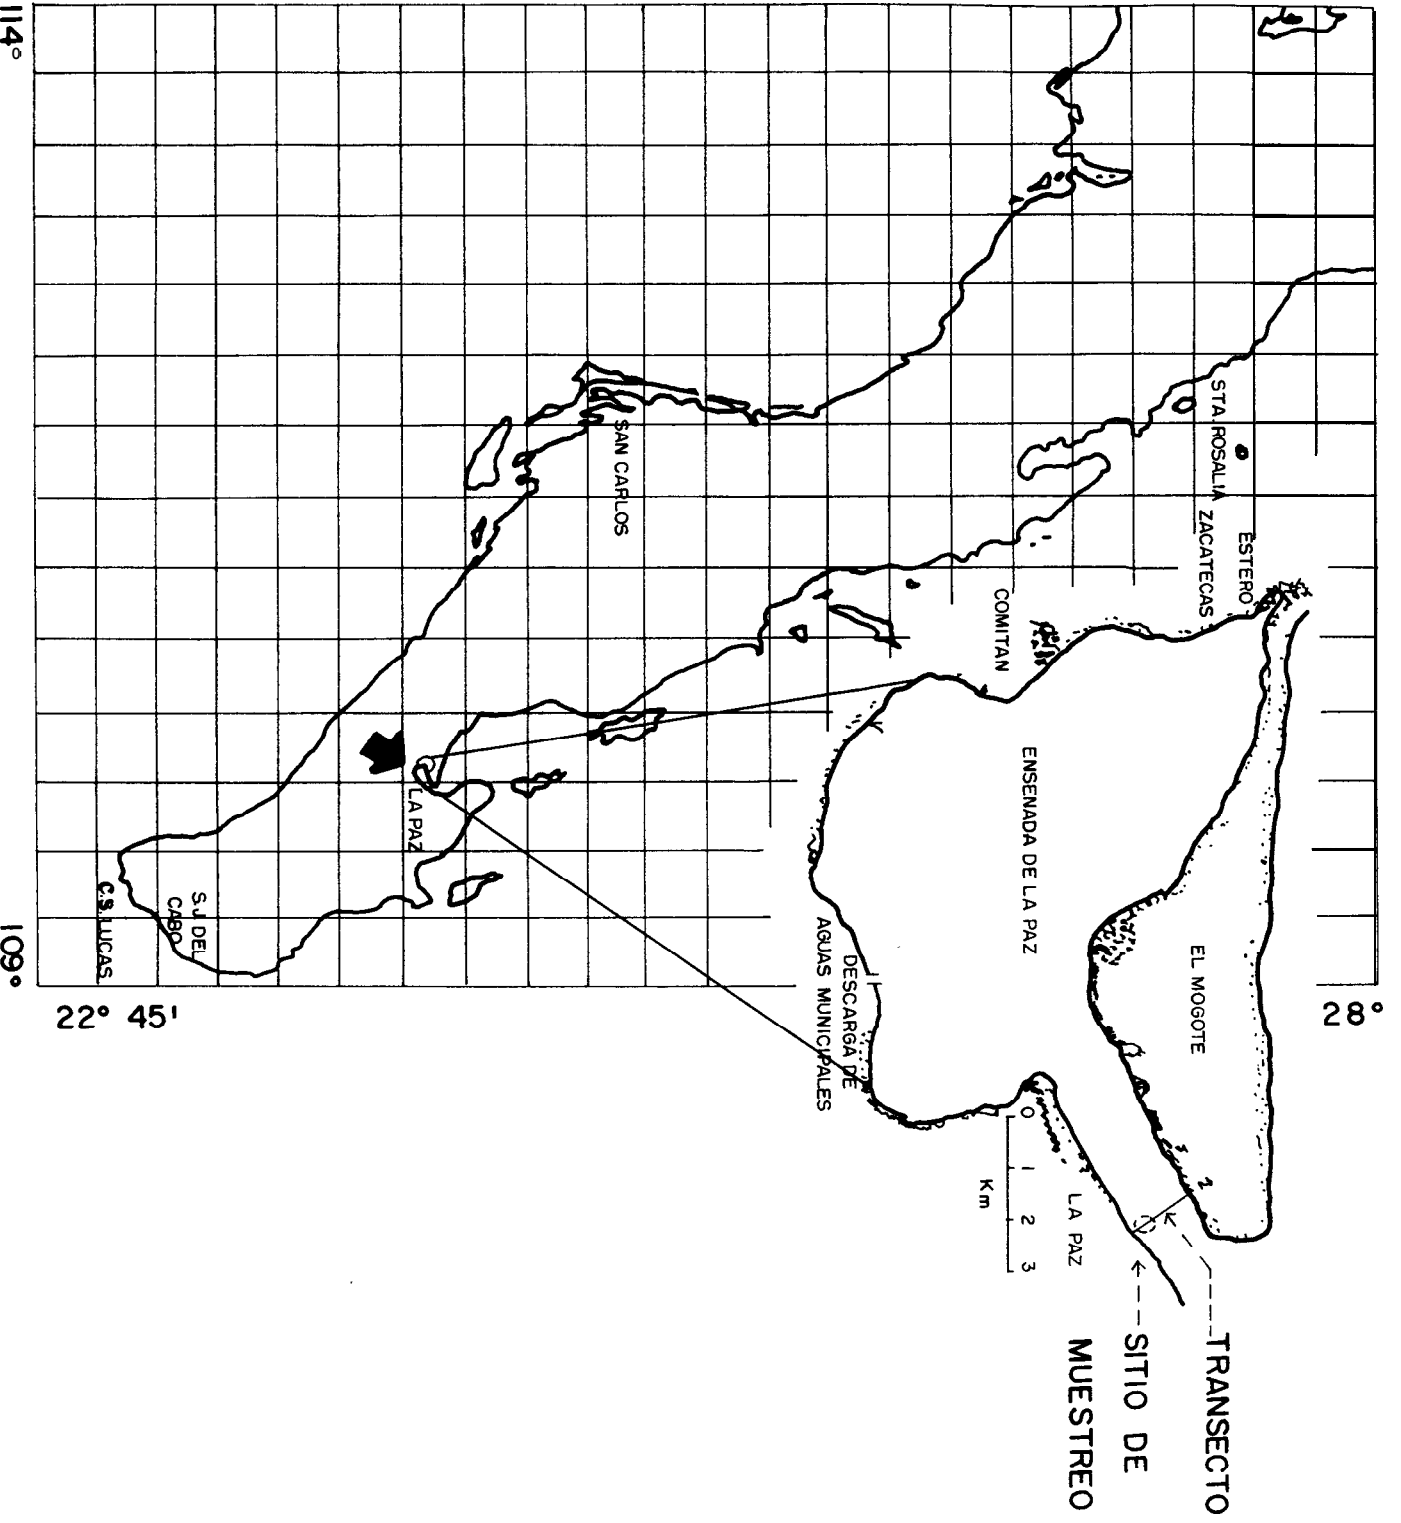 28°
ESTERO
ZACATECAS
STA. ROSALIA
EL MOGOTE
TRANSECTO
SITIO DE
MUESTREO
LA PAZ
0 1 2 3
Km
ENSENADA DE LA PAZ
COMITAN
DESCARGA DE
AGUAS MUNICIPALES
SAN CARLOS
LA PAZ
S.J. DEL
CABO
C.S. LUCAS
22° 45'
114°
109°